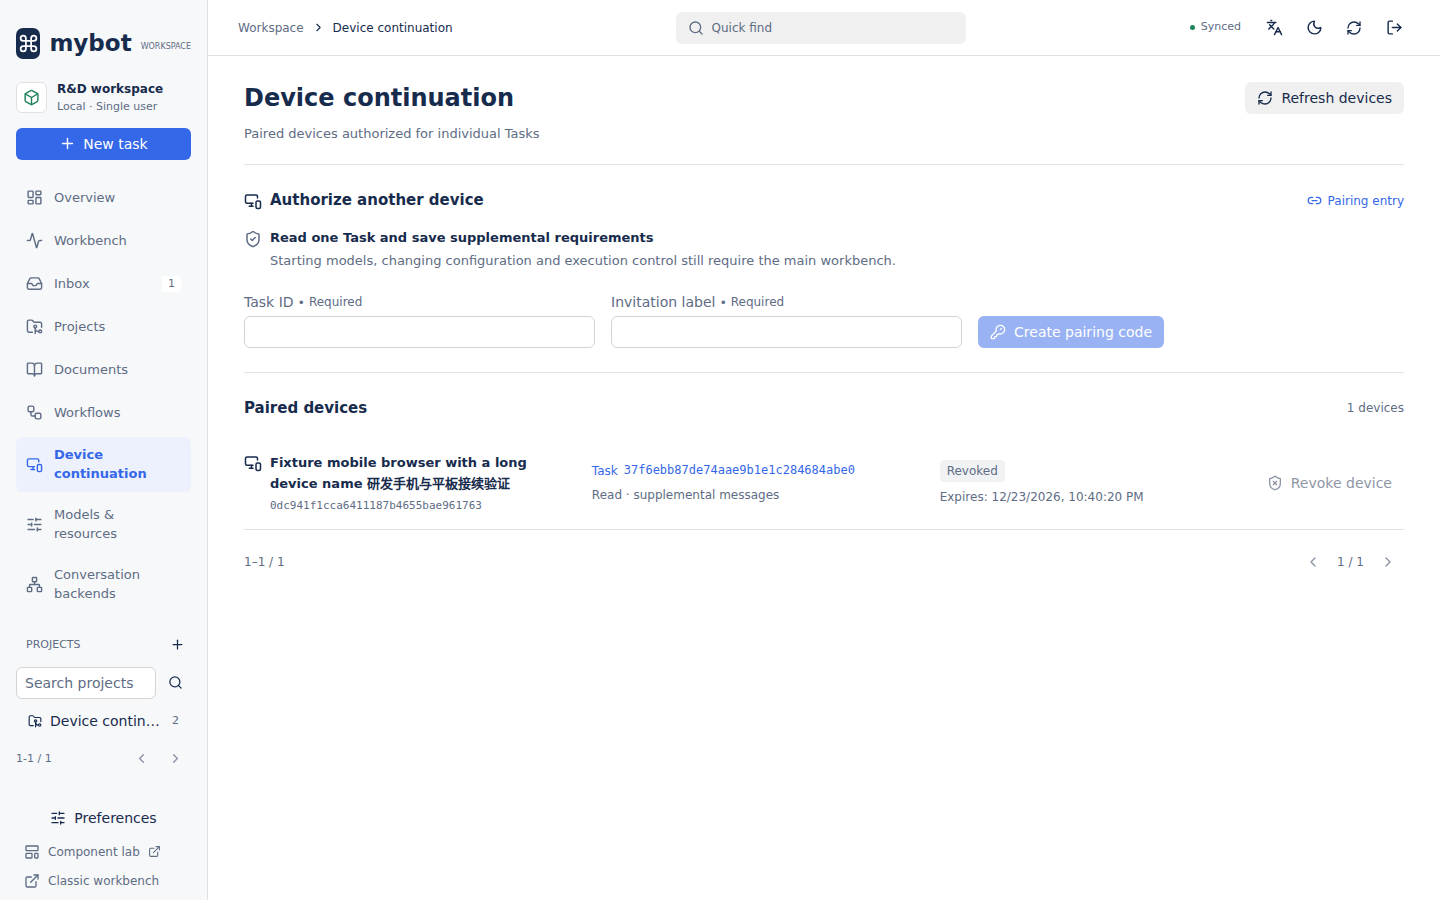 mybot WORKSPACE
R&D workspace
Local · Single user
New task
Overview
Workbench
Inbox 1
Projects
Documents
Workflows
Device
continuation
Models &
resources
Conversation
backends
PROJECTS
Search projects
Device contin... 2
1-1 / 1
Preferences
Component lab
Classic workbench
Workspace Device continuation
Quick find
Synced
Device continuation
Refresh devices
Paired devices authorized for individual Tasks
Authorize another device
Pairing entry
Read one Task and save supplemental requirements
Starting models, changing configuration and execution control still require the main workbench.
Task ID • Required
Invitation label • Required
Create pairing code
Paired devices
1 devices
Fixture mobile browser with a long
device name 研发手机与平板接续验证
0dc941f1cca6411187b4655bae961763
Task 37f6ebb87de74aae9b1e1c284684abe0
Read · supplemental messages
Revoked
Expires: 12/23/2026, 10:40:20 PM
Revoke device
1–1 / 1
1 / 1